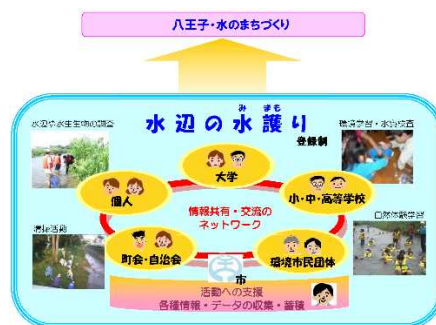 八王子・水のまちづくり
水辺の水護り
み まも
登録制
水辺や水生生物の調査
環境学習・水質検査
大学
個人
小・中・高等学校
情報共有・交流の
ネットワーク
清掃活動
自然体験学習
町会・自治会
環境市民団体
市
活動への支援
各種情報・データの収集・蓄積